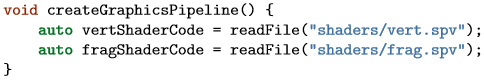 void createGraphicsPipeline() {
    auto vertShaderCode = readFile("shaders/vert.spv");
    auto fragShaderCode = readFile("shaders/frag.spv");
}